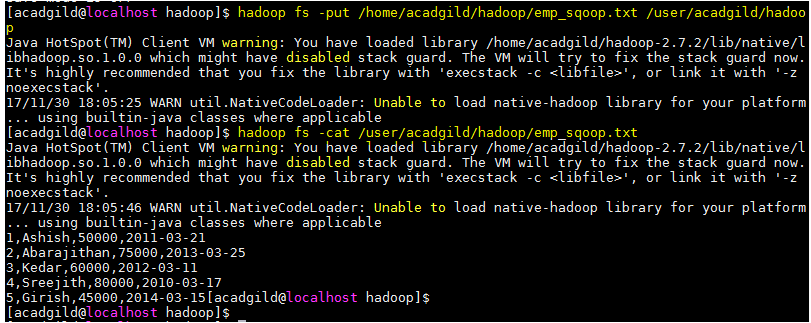 [acadgild@localhost hadoop]$ hadoop fs -put /home/acadgild/hadoop/emp_sqoop.txt /user/acadgild/hadoo
p
Java HotSpot(TM) Client VM warning: You have loaded library /home/acadgild/hadoop-2.7.2/lib/native/l
ibhadoop.so.1.0.0 which might have disabled stack guard. The VM will try to fix the stack guard now.
It's highly recommended that you fix the library with 'execstack -c <libfile>', or link it with '-z
noexecstack'.
17/11/30 18:05:25 WARN util.NativeCodeLoader: Unable to load native-hadoop library for your platform
... using builtin-java classes where applicable
[acadgild@localhost hadoop]$ hadoop fs -cat /user/acadgild/hadoop/emp_sqoop.txt
Java HotSpot(TM) Client VM warning: You have loaded library /home/acadgild/hadoop-2.7.2/lib/native/l
ibhadoop.so.1.0.0 which might have disabled stack guard. The VM will try to fix the stack guard now.
It's highly recommended that you fix the library with 'execstack -c <libfile>', or link it with '-z
noexecstack'.
17/11/30 18:05:46 WARN util.NativeCodeLoader: Unable to load native-hadoop library for your platform
... using builtin-java classes where applicable
1,Ashish,50000,2011-03-21
2,Abarajithan,75000,2013-03-25
3,Kedar,60000,2012-03-11
4,Sreejith,80000,2010-03-17
5,Girish,45000,2014-03-15[acadgild@localhost hadoop]$
[acadgild@localhost hadoop]$